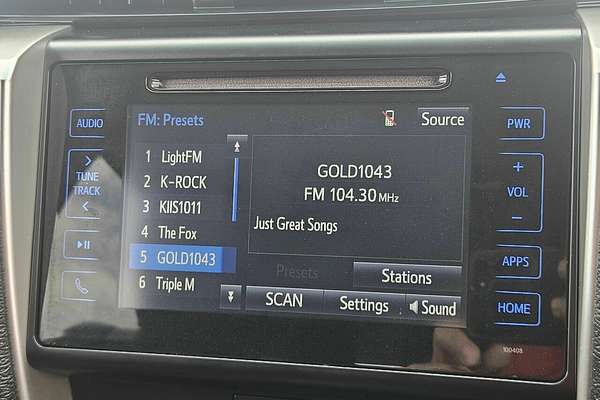 AUDIO
TUNE
TRACK
FM: Presets
Source
1 LightFM
2 K-ROCK
3 KIIS1011
4 The Fox
5 GOLD1043
6 Triple M
GOLD1043
FM 104.30 MHz
Just Great Songs
Presets
Stations
SCAN
Settings
Sound
PWR
+
VOL
-
APPS
HOME
100408